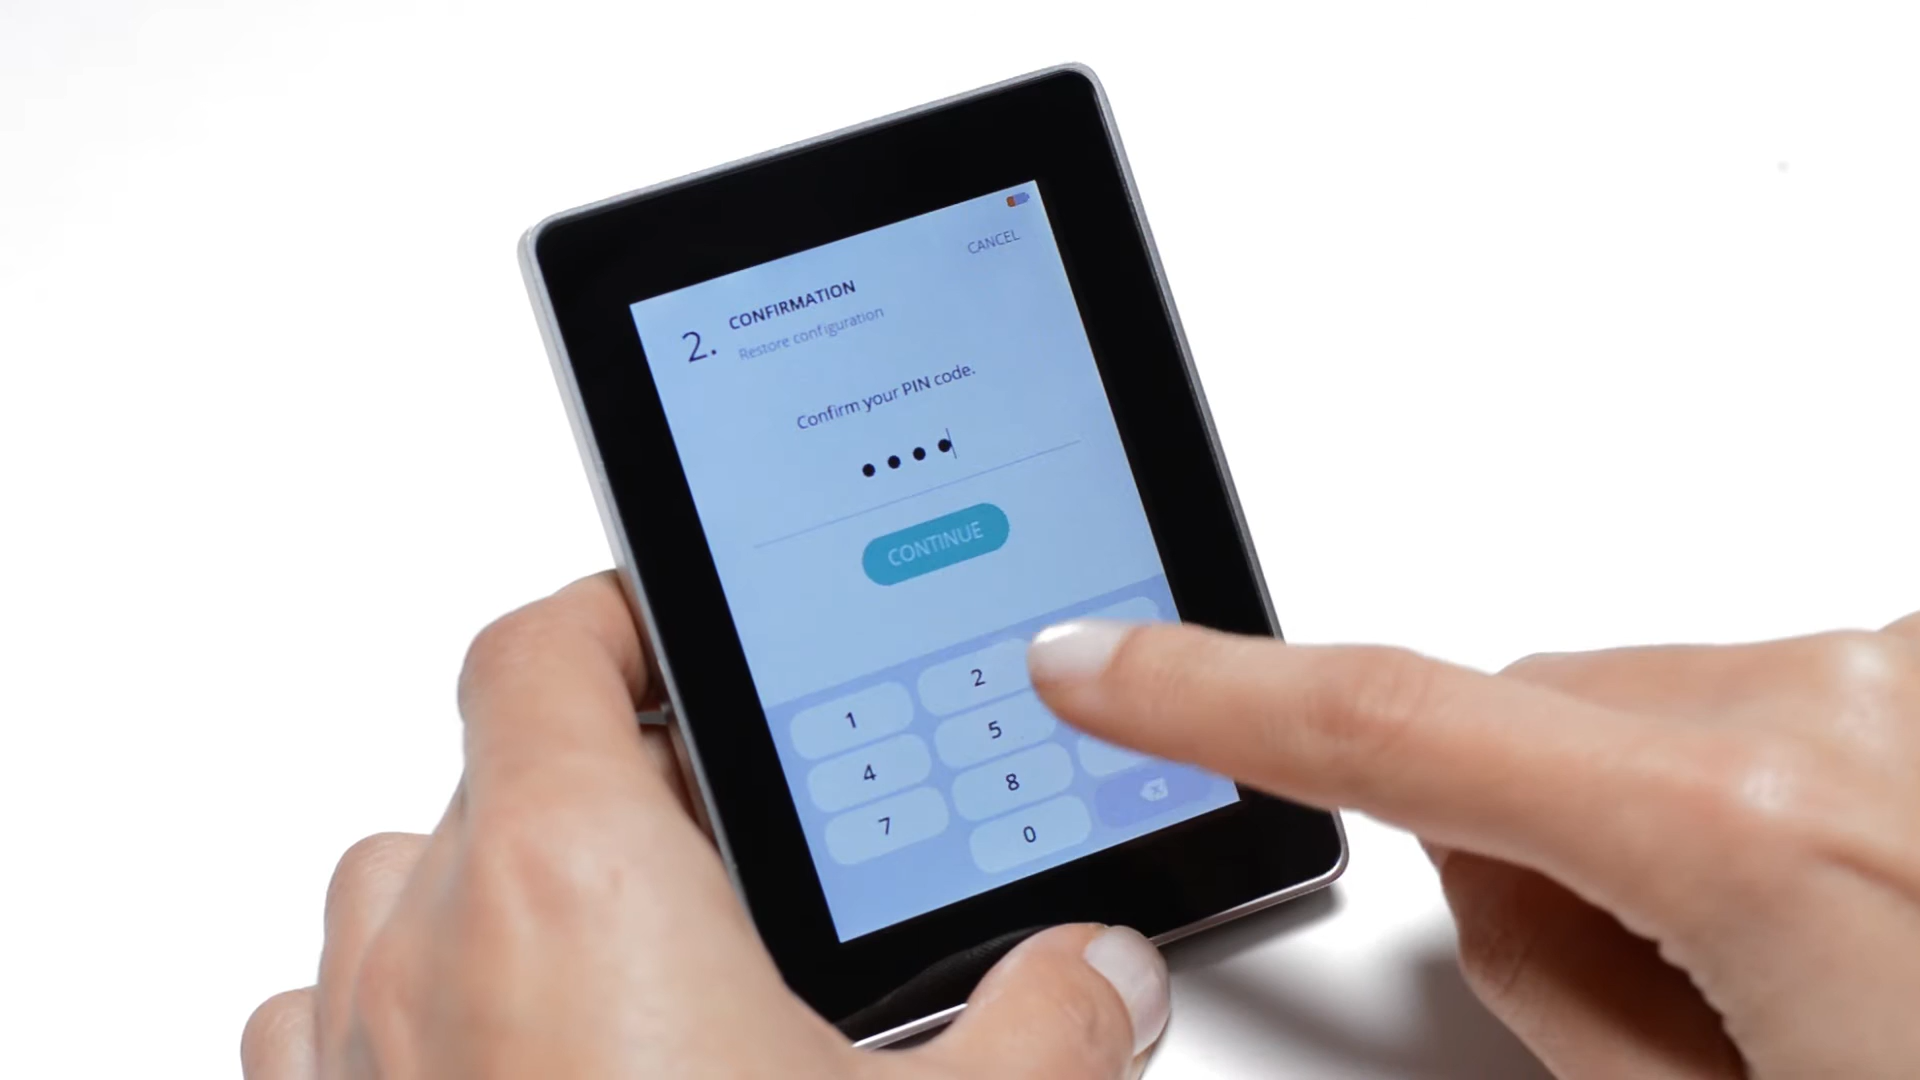 CANCEL
2.
CONFIRMATION
Restore configuration
Confirm your PIN code.
••••
CONTINUE
1 2
4 5
7 8
0